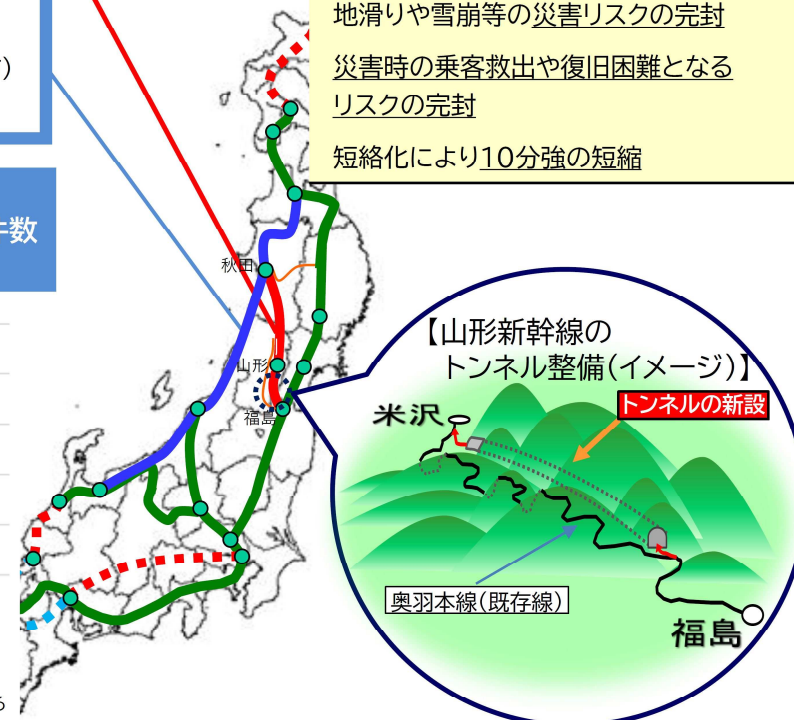 地滑りや雪崩等の災害リスクの完封
災害時の乗客救出や復旧困難となる
リスクの完封
短絡化により10分強の短縮
)
件数
秋田
山形
福島
【山形新幹線の
トンネル整備(イメージ)】
トンネルの新設
米沢
奥羽本線(既存線)
福島